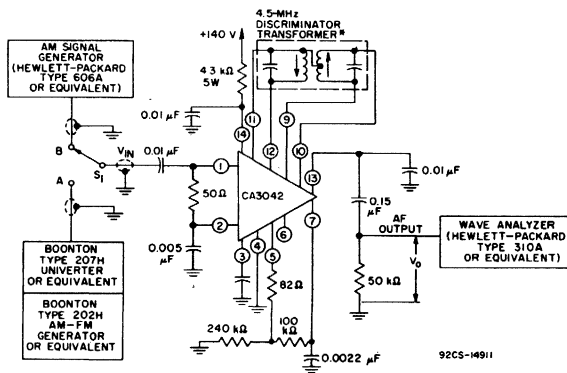 4.5-MHz
DISCRIMINATOR
TRANSFORMER*
+140 V
AM SIGNAL
GENERATOR
(HEWLETT-PACKARD
TYPE 606A
OR EQUIVALENT)
43 kΩ
5W
0.01 µF
14
11
12
9
10
13
B
S1
A
VIN
0.01 µF
1
50Ω
2
CA3042
0.005
µF
3
4
5
6
7
0.01 µF
0.15
µF
AF
OUTPUT
Vo
50 kΩ
WAVE ANALYZER
(HEWLETT-PACKARD
TYPE 310A
OR EQUIVALENT)
BOONTON
TYPE 207H
UNIVERTER
OR EQUIVALENT
BOONTON
TYPE 202H
AM-FM
GENERATOR
OR EQUIVALENT
82Ω
240 kΩ
100
kΩ
0.0022 µF
92CS-14911